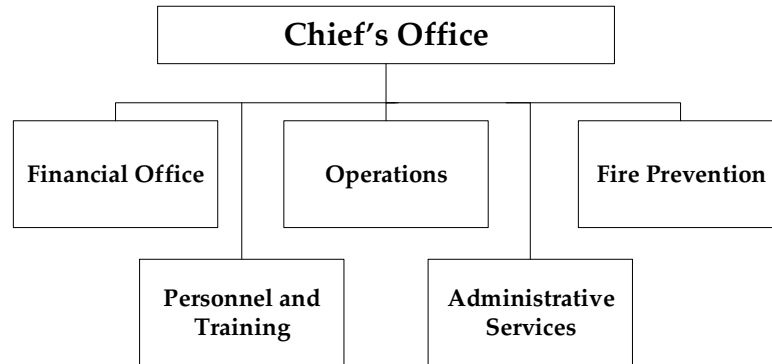 Chief’s Office
Financial Office
Operations
Fire Prevention
Personnel and
Training
Administrative
Services